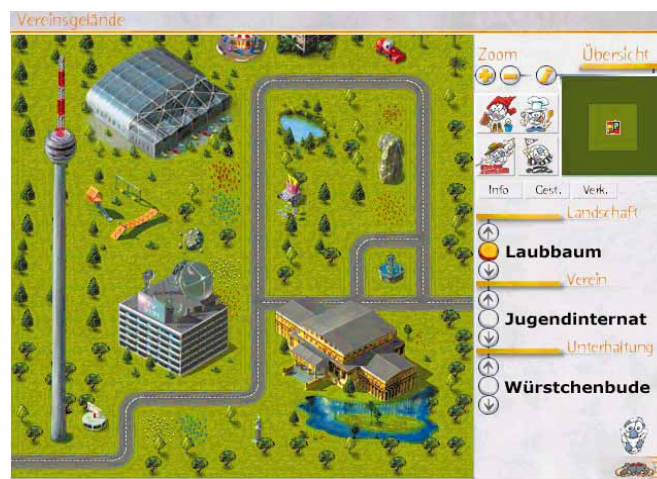 Vereinsgelände
Zoom
Übersicht
Info
Gest.
Verk.
Landschaft
Laubbaum
Verein
Jugendinternat
Unterhaltung
Würstchenbude